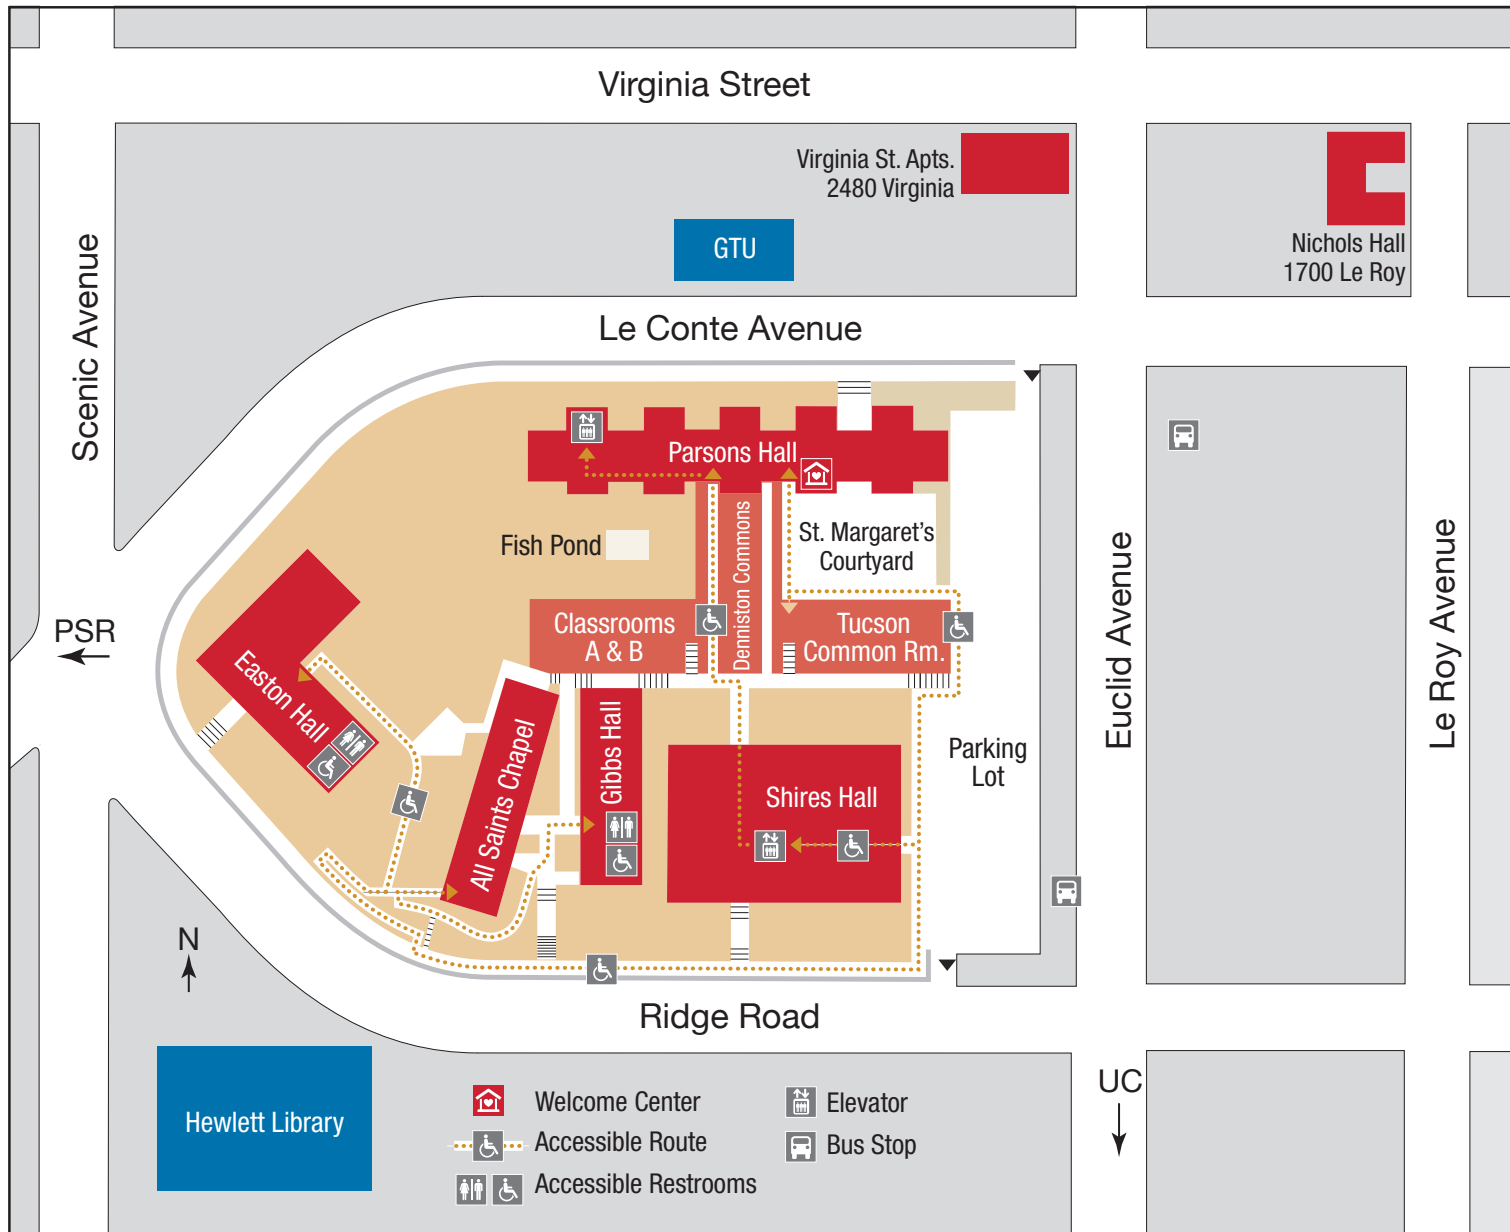 Virginia Street
Virginia St. Apts.
2480 Virginia
GTU
Nichols Hall
1700 Le Roy
Scenic Avenue
Le Conte Avenue
Parsons Hall
Fish Pond
Denniston Commons
St. Margaret's
Courtyard
Classrooms
A & B
Tucson
Common Rm.
PSR
Easton Hall
All Saints Chapel
Gibbs Hall
Shires Hall
Parking
Lot
Euclid Avenue
Le Roy Avenue
N
Ridge Road
UC
Hewlett Library
Welcome Center
Accessible Route
Accessible Restrooms
Elevator
Bus Stop